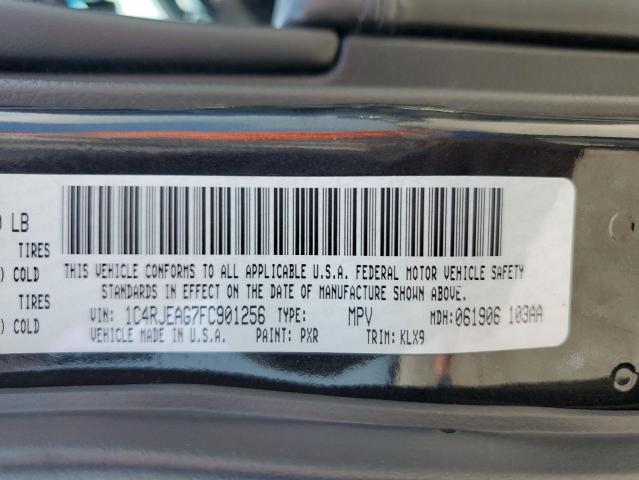 0 LB
TIRES
) COLD
TIRES
) COLD
THIS VEHICLE CONFORMS TO ALL APPLICABLE U.S.A. FEDERAL MOTOR VEHICLE SAFETY
STANDARDS IN EFFECT ON THE DATE OF MANUFACTURE SHOWN ABOVE.
VIN: 1C4RJEAG7FC901256 TYPE: MPV MDH: 061906 103AA
VEHICLE MADE IN U.S.A. PAINT: PXR TRIM: KLX9